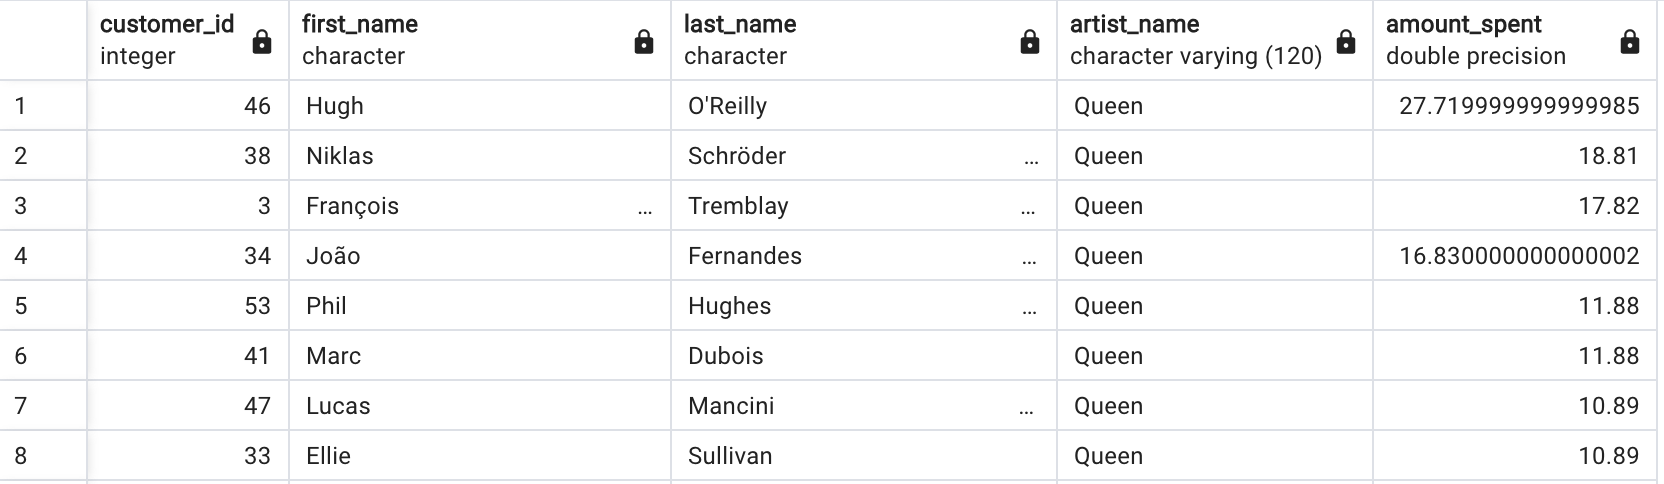 customer_id first_name last_name artist_name amount_spent
integer character character character varying (120) double precision
1 46 Hugh O'Reilly Queen 27.719999999999985
2 38 Niklas Schröder ... Queen 18.81
3 3 François ... Tremblay ... Queen 17.82
4 34 João Fernandes ... Queen 16.830000000000002
5 53 Phil Hughes ... Queen 11.88
6 41 Marc Dubois Queen 11.88
7 47 Lucas Mancini ... Queen 10.89
8 33 Ellie Sullivan Queen 10.89